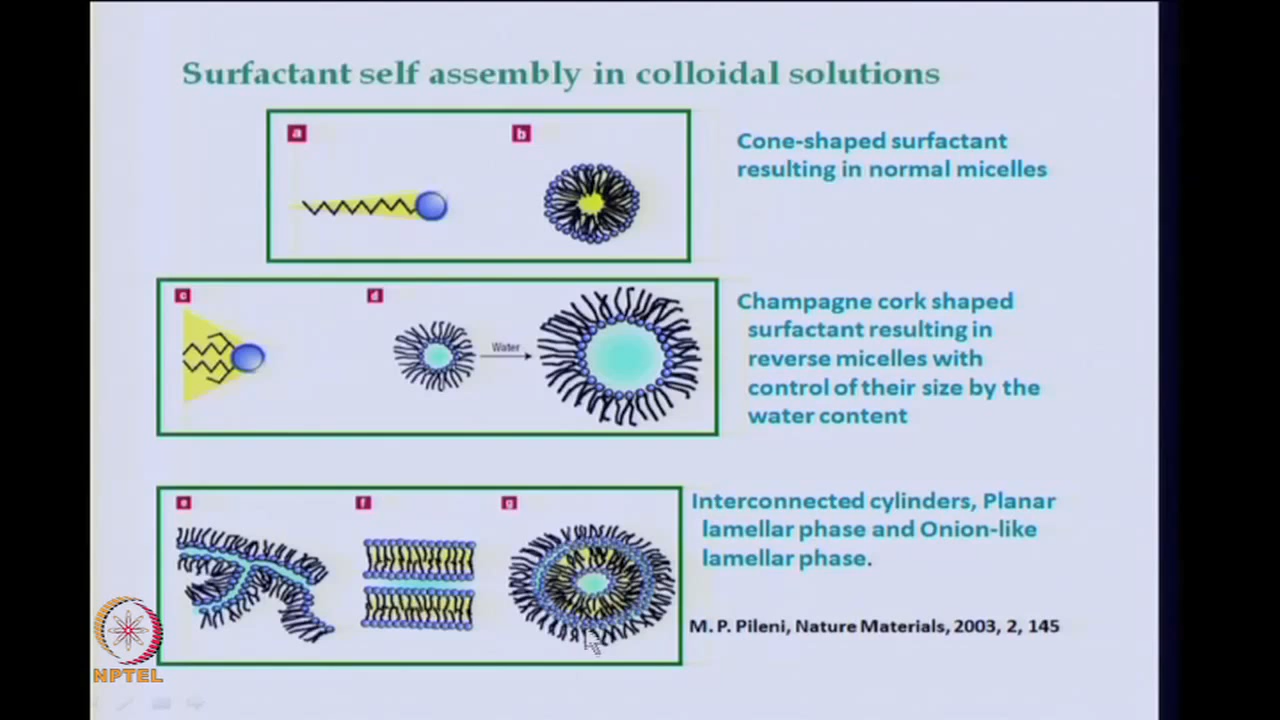 Surfactant self assembly in colloidal solutions
a
b
Cone-shaped surfactant
resulting in normal micelles
c
d
Water
Champagne cork shaped
surfactant resulting in
reverse micelles with
control of their size by the
water content
e
f
g
Interconnected cylinders, Planar
lamellar phase and Onion-like
lamellar phase.
M. P. Pileni, Nature Materials, 2003, 2, 145
NPTEL